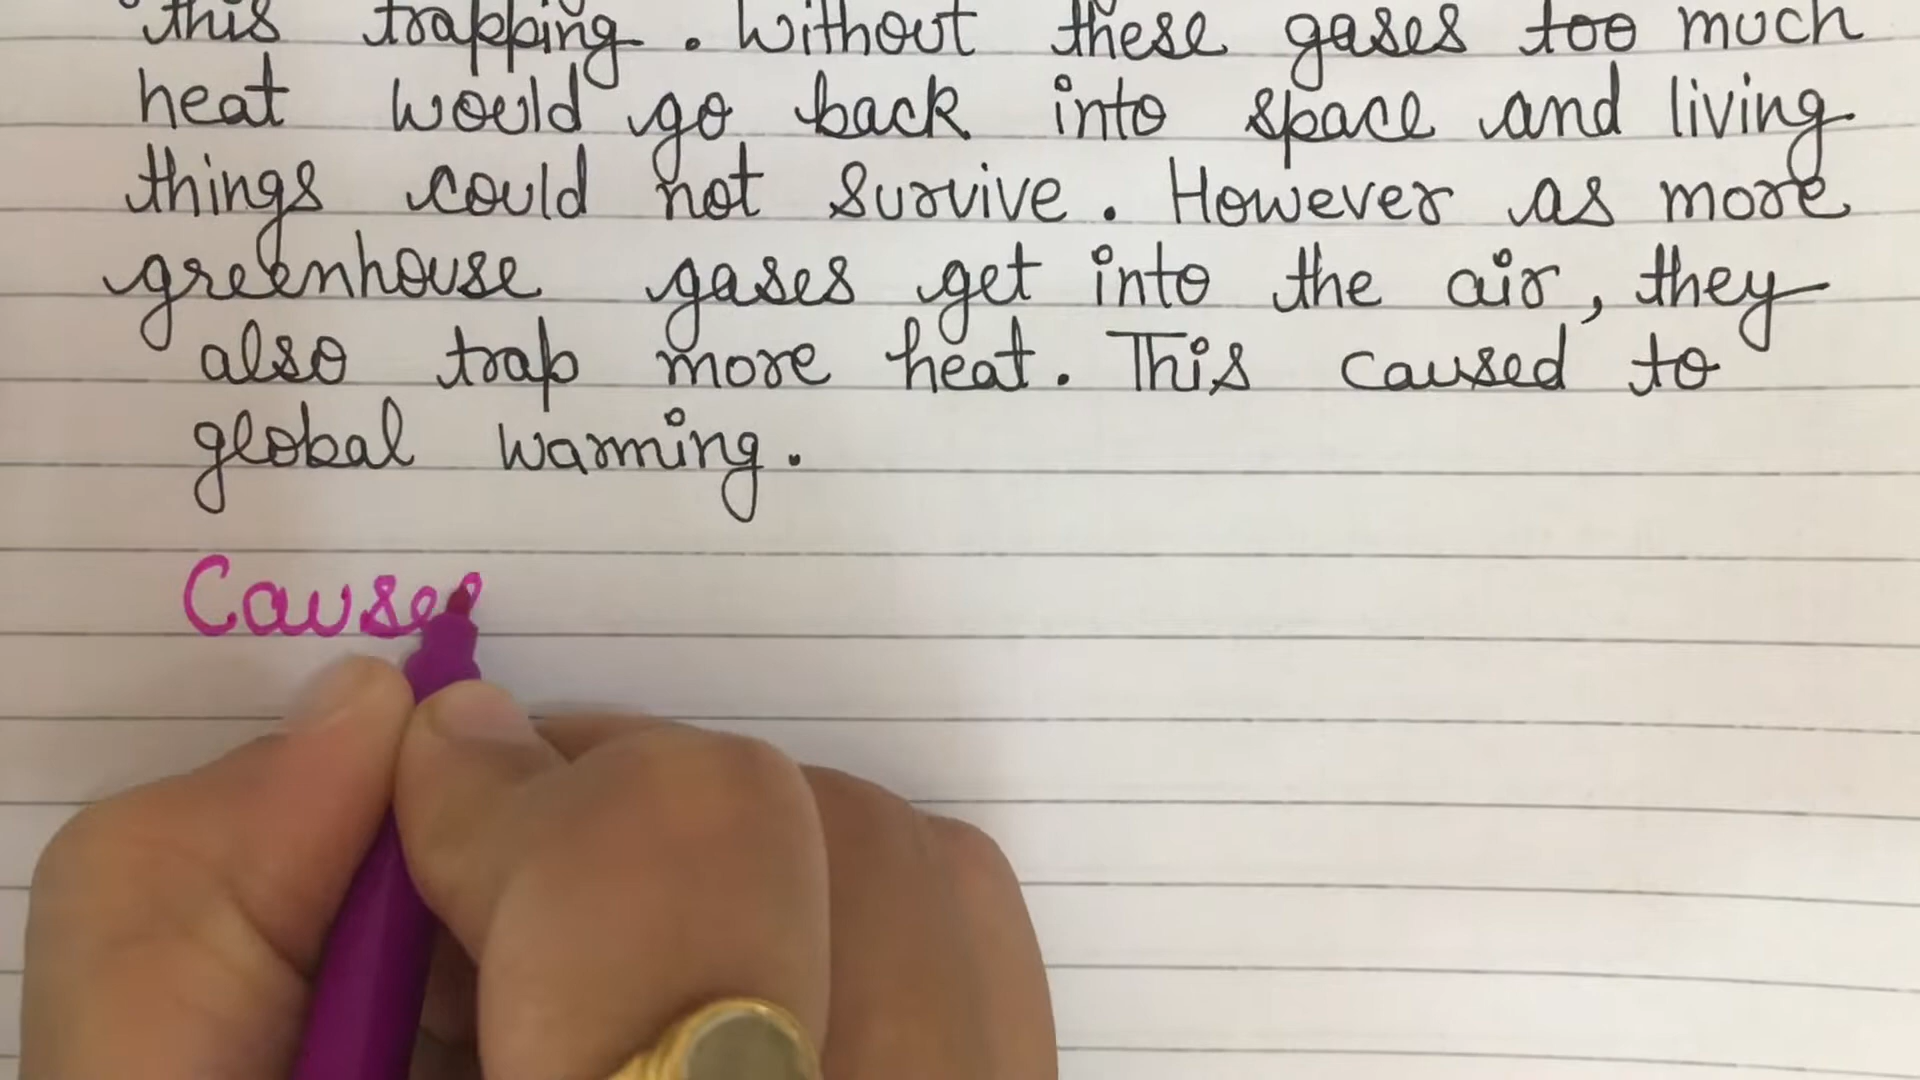 this trapping. Without these gases too much
heat would go back into space and living
things could not survive. However as more
greenhouse gases get into the air, they
also trap more heat. This caused to
global warming.
Causes